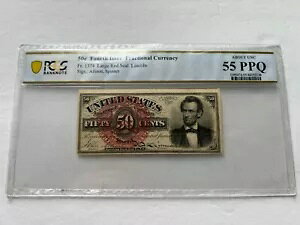 PCGS
BANKNOTE
50¢ Fourth Issue Fractional Currency
Fr. 1374 Large Red Seal, Lincoln
Sign. Allison, Spinner
ABOUT UNC
55 PPQ
UNITED STATES
FIFTY 50 CENTS